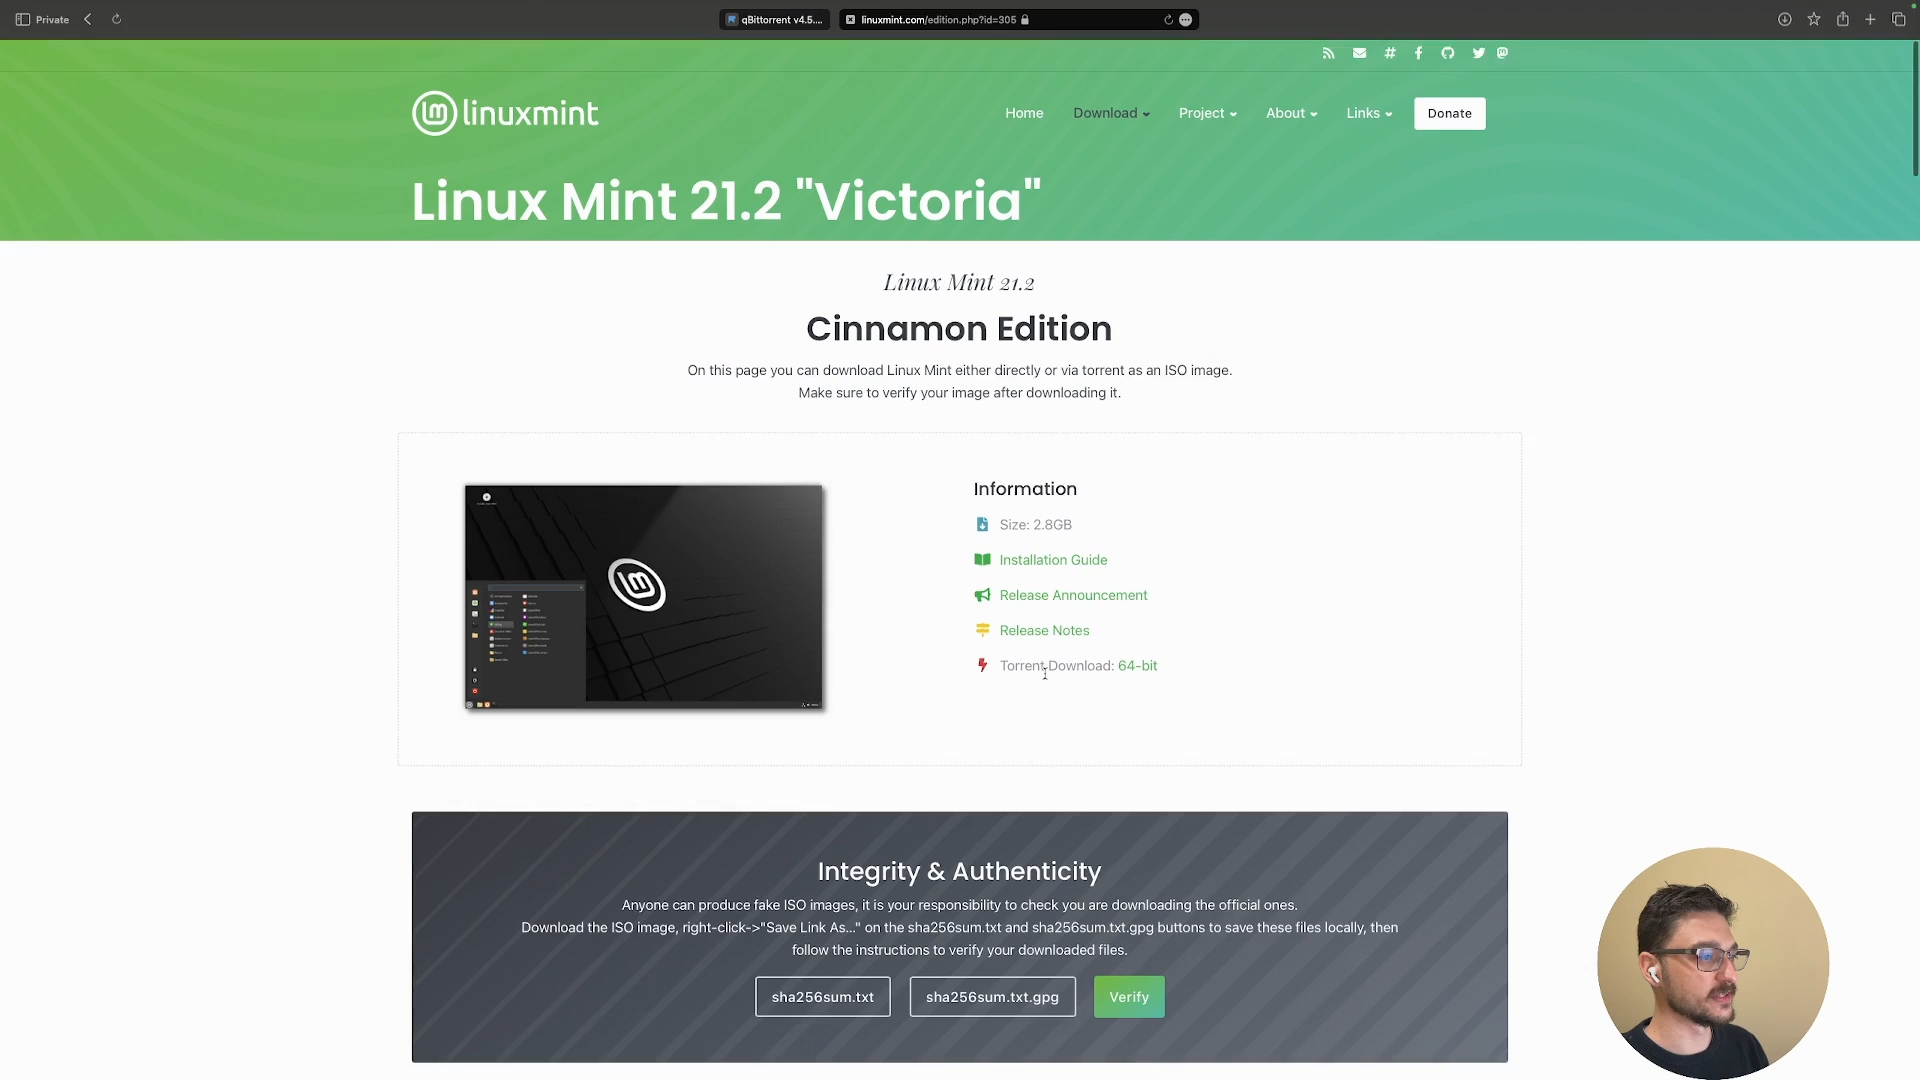 Private
qBittorrent v4.5....
linuxmint.com/edition.php?id=305
linuxmint
Home
Download
Project
About
Links
Donate
Linux Mint 21.2 "Victoria"
Linux Mint 21.2
Cinnamon Edition
On this page you can download Linux Mint either directly or via torrent as an ISO image.
Make sure to verify your image after downloading it.
Information
Size: 2.8GB
Installation Guide
Release Announcement
Release Notes
Torrent Download: 64-bit
Integrity & Authenticity
Anyone can produce fake ISO images, it is your responsibility to check you are downloading the official ones.
Download the ISO image, right-click->"Save Link As..." on the sha256sum.txt and sha256sum.txt.gpg buttons to save these files locally, then
follow the instructions to verify your downloaded files.
sha256sum.txt
sha256sum.txt.gpg
Verify